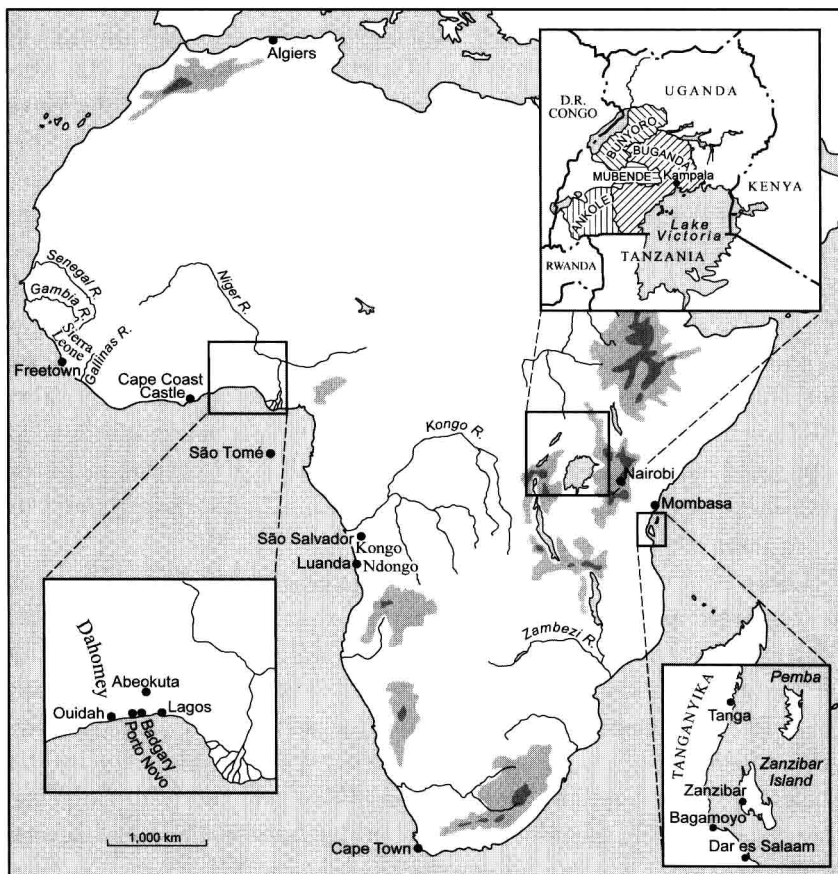 Algiers
Senegal R.
Gambia R.
Sierra
Leone
Gallinas R.
Niger R.
Freetown
Cape Coast
Castle
São Tomé
Kongo R.
Nairobi
Mombasa
São Salvador
Kongo
Luanda
Ndongo
Zambezi R.
Cape Town
1,000 km
D.R.
CONGO
UGANDA
BUNYORO
BUGANDA
MUBENDE
Kampala
KENYA
ANKOLE
Lake
Victoria
RWANDA
TANZANIA
Dahomey
Abeokuta
Ouidah
Lagos
Badgary
Porto Novo
TANGANYIKA
Pemba
Tanga
Zanzibar
Island
Zanzibar
Bagamoyo
Dar es Salaam